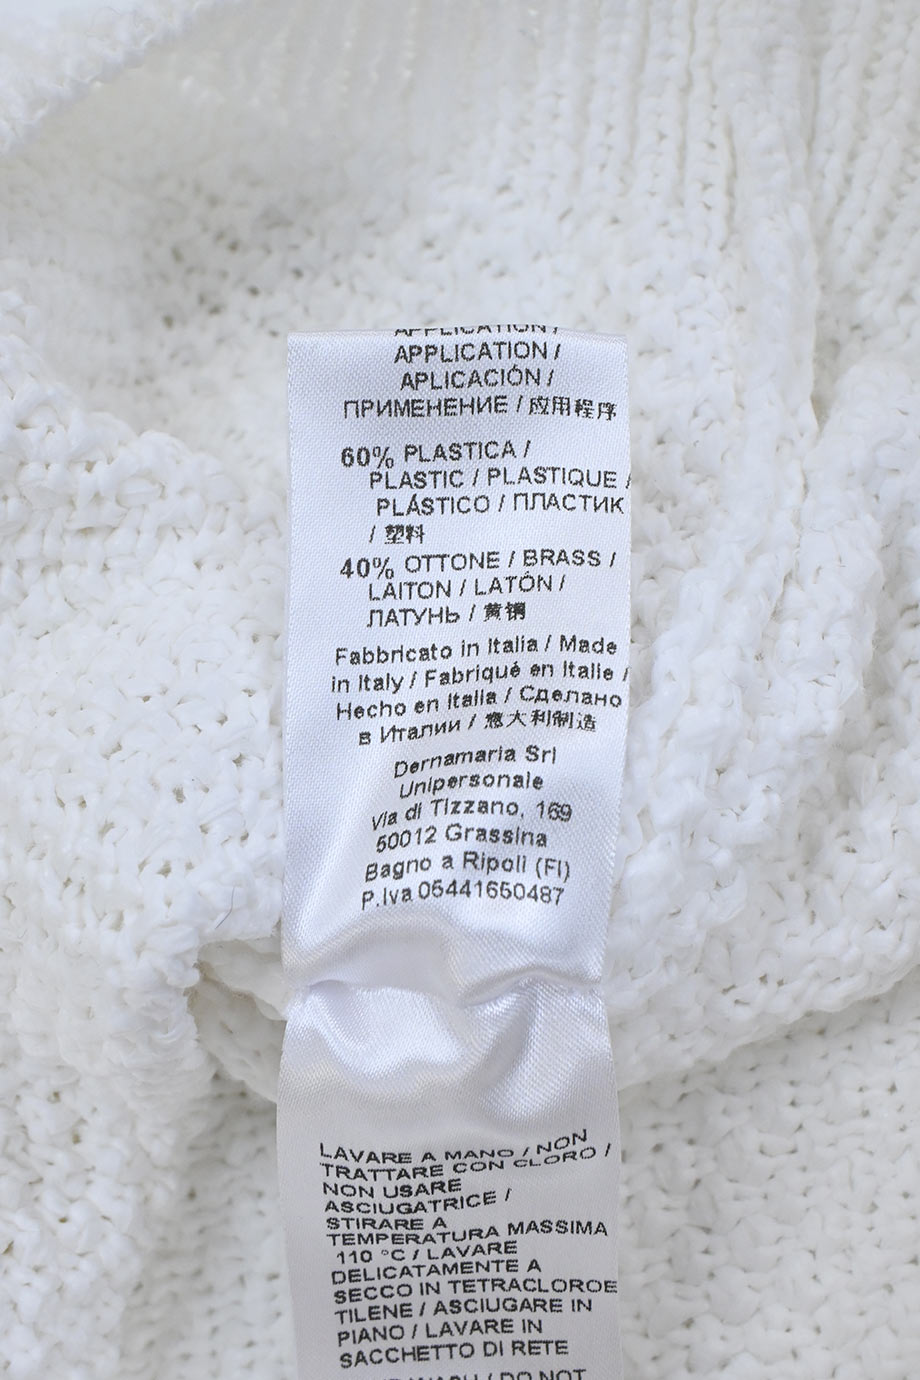 APPLICATION /
APPLICATION /
APLICACIÓN /
ПРИМЕНЕНИЕ / 应用程序
60% PLASTICA /
PLASTIC / PLASTIQUE /
PLÁSTICO / ПЛАСТИК
/ 塑料
40% OTTONE / BRASS /
LAITON / LATÓN /
ЛАТУНЬ / 黄铜
Fabbricato in Italia / Made
in Italy / Fabriqué en Italie /
Hecho en Italia / Сделано
в Италии / 意大利制造
Dernamaria Srl
Unipersonale
Via di Tizzano, 169
50012 Grassina
Bagno a Ripoli (FI)
P.Iva 05441650487
LAVARE A MANO / NON
TRATTARE CON CLORO /
NON USARE
ASCIUGATRICE /
STIRARE A
TEMPERATURA MASSIMA
110 °C / LAVARE
DELICATAMENTE A
SECCO IN TETRACLOROE
TILENE / ASCIUGARE IN
PIANO / LAVARE IN
SACCHETTO DI RETE
WASH / DO NOT